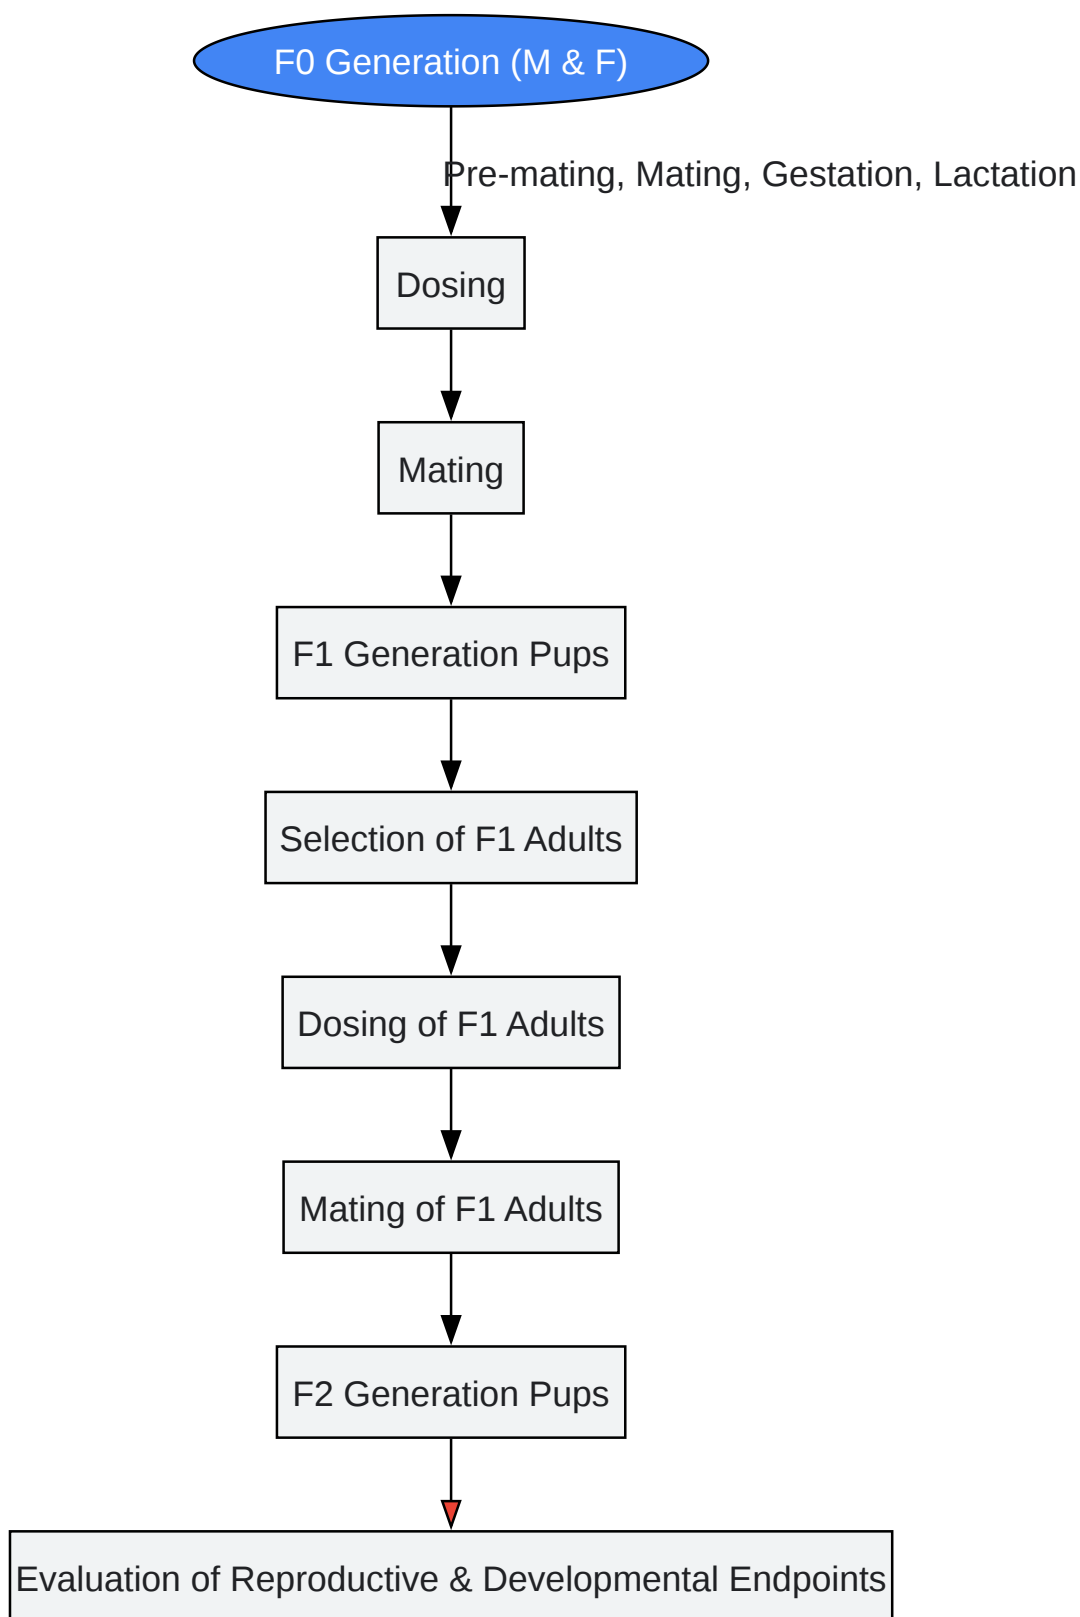 F0 Generation (M & F)
Pre-mating, Mating, Gestation, Lactation
Dosing
Mating
F1 Generation Pups
Selection of F1 Adults
Dosing of F1 Adults
Mating of F1 Adults
F2 Generation Pups
Evaluation of Reproductive & Developmental Endpoints